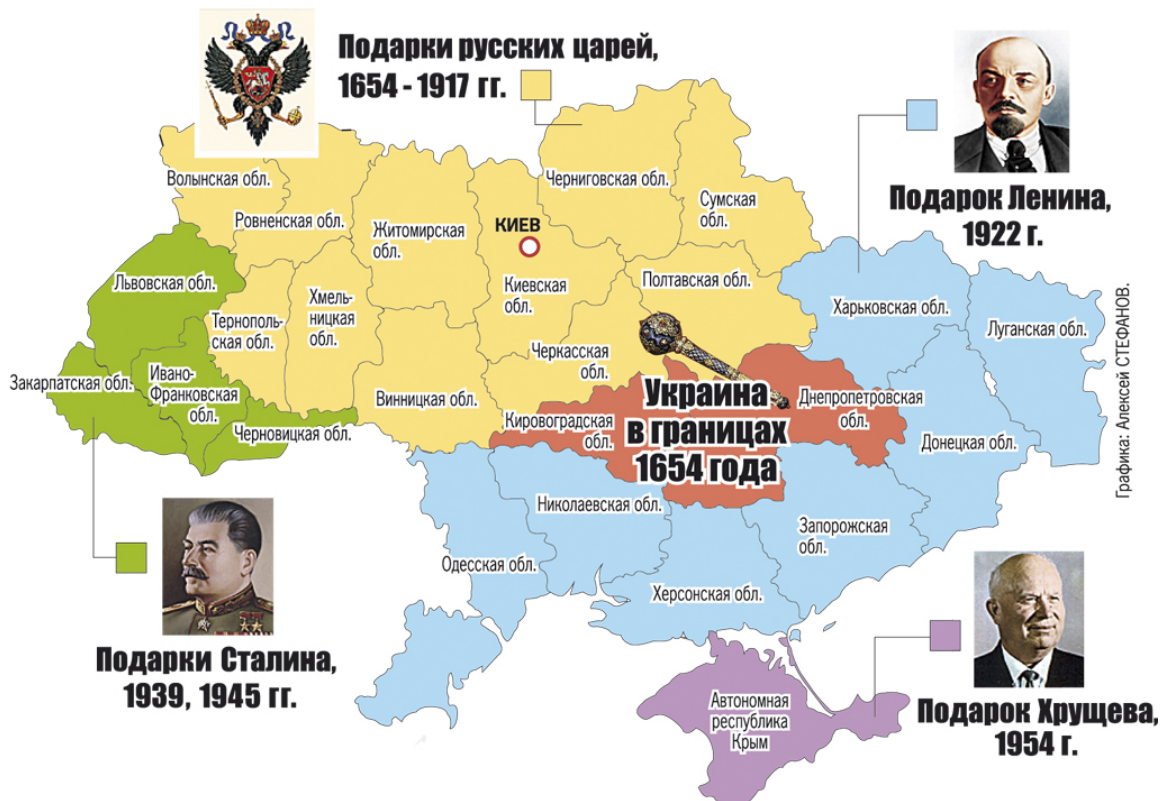 Подарки русских царей,
1654 - 1917 гг.
Подарок Ленина,
1922 г.
Волынская обл.
Ровненская обл.
Житомирская
обл.
КИЕВ
Киевская
обл.
Черниговская обл.
Сумская
обл.
Львовская обл.
Тернополь-
ская обл.
Хмель-
ницкая
обл.
Полтавская обл.
Харьковская обл.
Луганская обл.
Закарпатская обл.
Ивано-
Франковская
обл.
Черновицкая обл.
Винницкая обл.
Черкасская
обл.
Кировоградская
обл.
Украина
в границах
1654 года
Днепропетровская
обл.
Донецкая обл.
Одесская обл.
Николаевская обл.
Херсонская обл.
Запорожская
обл.
Подарки Сталина,
1939, 1945 гг.
Автономная
республика
Крым
Подарок Хрущева,
1954 г.
Графика: Алексей СТЕФАНОВ.